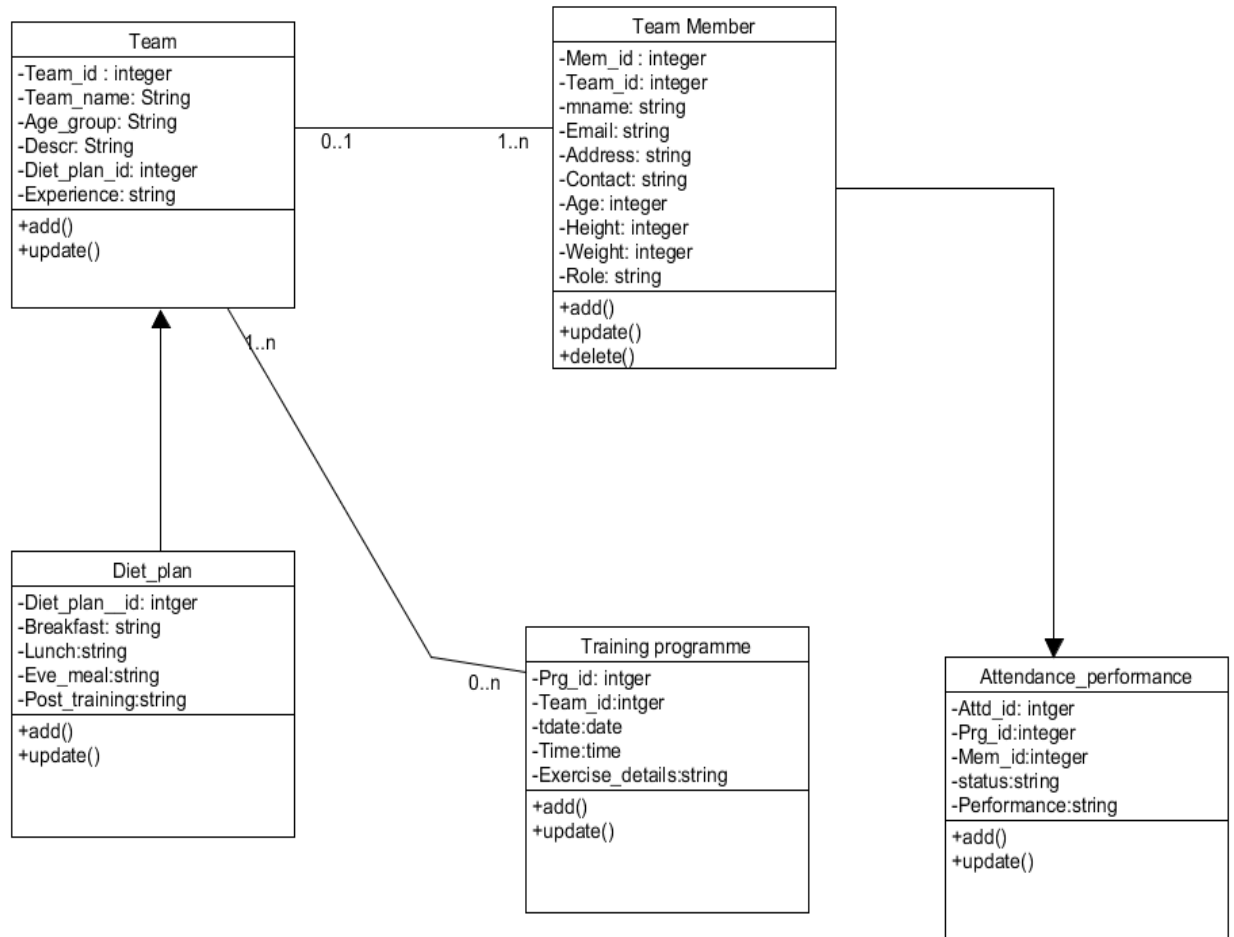 Team
-Team_id : integer
-Team_name: String
-Age_group: String
-Descr: String
-Diet_plan_id: integer
-Experience: string
+add()
+update()
0..1
1..n
Team Member
-Mem_id : integer
-Team_id: integer
-mname: string
-Email: string
-Address: string
-Contact: string
-Age: integer
-Height: integer
-Weight: integer
-Role: string
+add()
+update()
+delete()
1..n
0..n
Diet_plan
-Diet_plan__id: intger
-Breakfast: string
-Lunch:string
-Eve_meal:string
-Post_training:string
+add()
+update()
Training programme
-Prg_id: intger
-Team_id:intger
-tdate:date
-Time:time
-Exercise_details:string
+add()
+update()
Attendance_performance
-Attd_id: intger
-Prg_id:integer
-Mem_id:integer
-status:string
-Performance:string
+add()
+update()